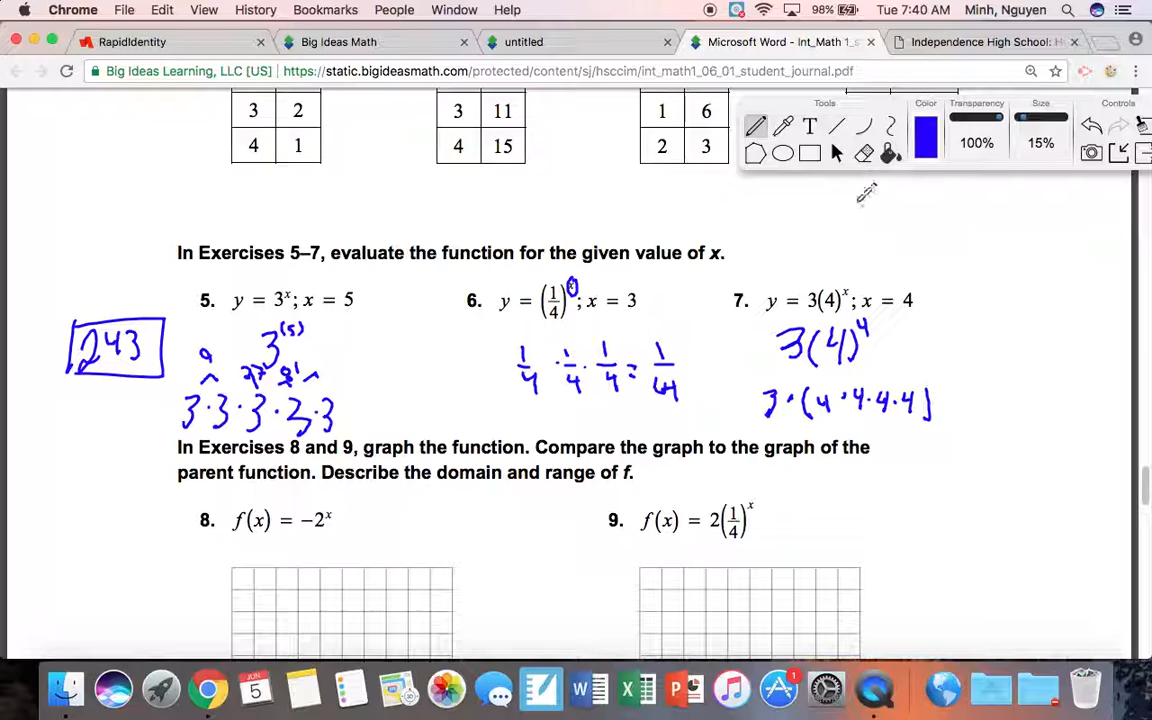 Chrome File Edit View History Bookmarks People Window Help 98% Tue 7:40 AM Minh, Nguyen
RapidIdentity Big Ideas Math untitled Microsoft Word - Int_Math 1_s Independence High School: H
Big Ideas Learning, LLC [US] https://static.bigideasmath.com/protected/content/sj/hsccim/int_math1_06_01_student_journal.pdf
Tools Color Transparency Size Controls
100% 15%
3 2 3 11 1 6
4 1 4 15 2 3
In Exercises 5–7, evaluate the function for the given value of x.
5. y = 3^x; x = 5 6. y = (1/4)^x; x = 3 7. y = 3(4)^x; x = 4
243 3^(5) 1/4 · 1/4 · 1/4 = 1/64 3(4)^4
9 27 81
3·3·3·3·3 3·(4·4·4·4)
In Exercises 8 and 9, graph the function. Compare the graph to the graph of the
parent function. Describe the domain and range of f.
8. f(x) = −2^x 9. f(x) = 2(1/4)^x
JUN
5
1